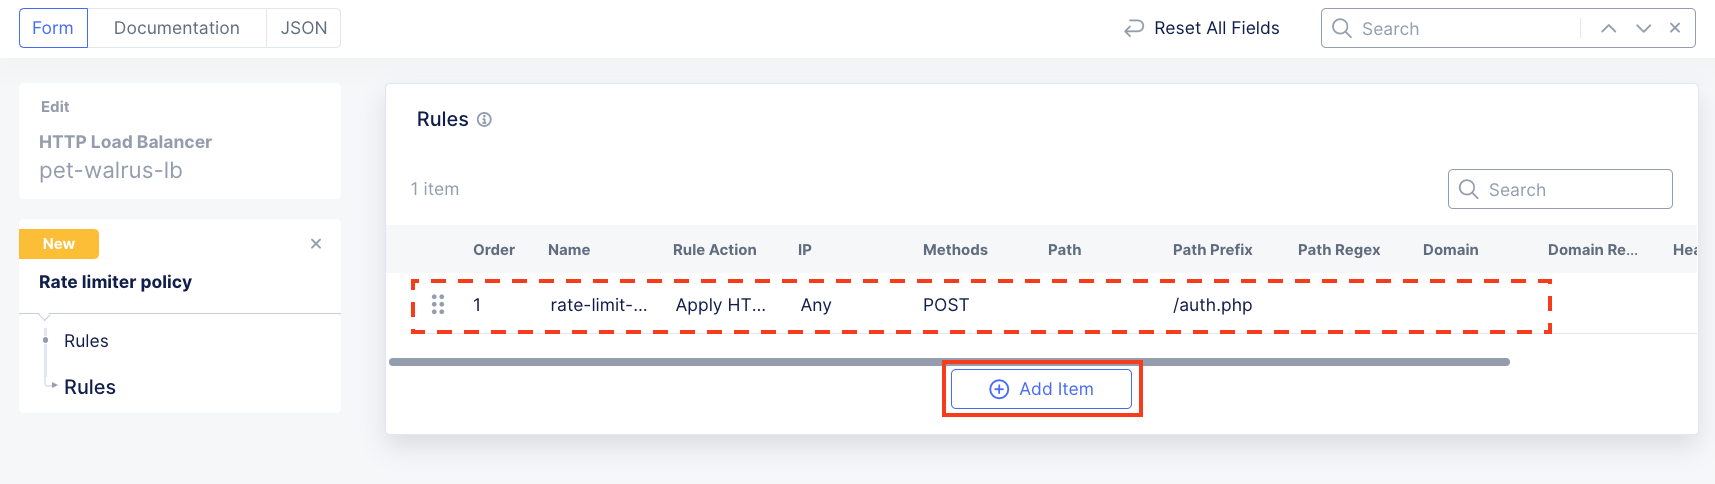 Form Documentation JSON Reset All Fields Search
Edit
HTTP Load Balancer
pet-walrus-lb
New
Rate limiter policy
Rules
Rules
Rules
1 item Search
Order Name Rule Action IP Methods Path Path Prefix Path Regex Domain Domain Re... Hea
1 rate-limit-... Apply HT... Any POST /auth.php
Add Item